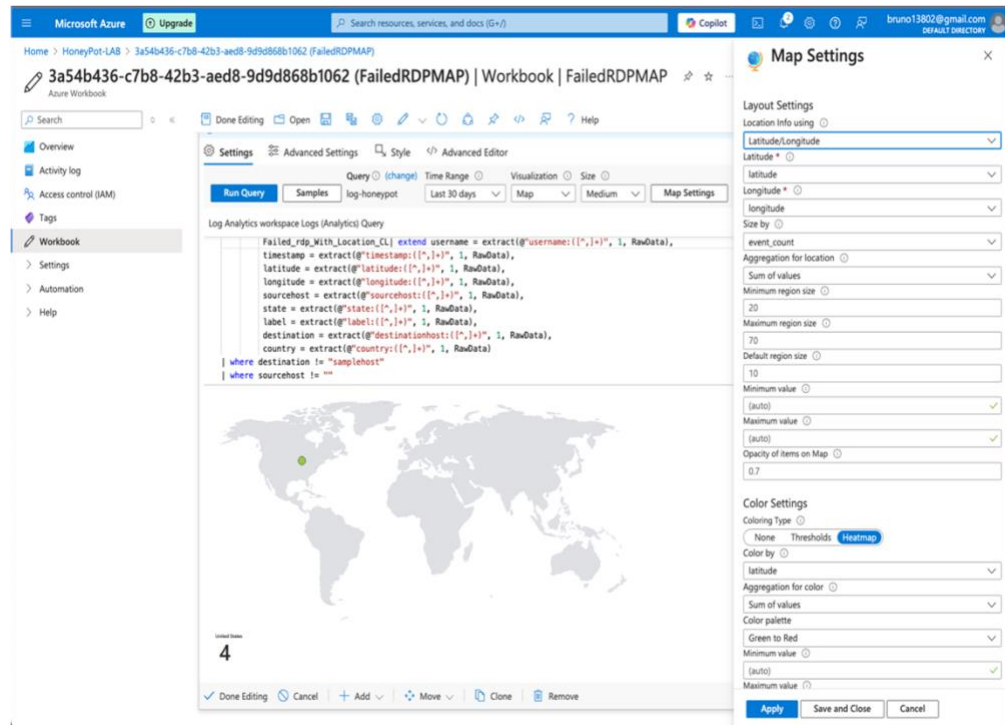 Microsoft Azure
Upgrade
Search resources, services, and docs (G+/)
Copilot
2
bruno13802@gmail.com
DEFAULT DIRECTORY
Home > HoneyPot-LAB > 3a54b436-c7b8-42b3-aed8-9d9d868b1062 (FailedRDPMAP)
3a54b436-c7b8-42b3-aed8-9d9d868b1062 (FailedRDPMAP) | Workbook | FailedRDPMAP
Azure Workbook
Search
Overview
Activity log
Access control (IAM)
Tags
Workbook
Settings
Automation
Help
Done Editing Open Help
Settings Advanced Settings Style Advanced Editor
Query (change) Time Range Visualization Size
Run Query Samples log-honeypot Last 30 days Map Medium Map Settings
Log Analytics workspace Logs (Analytics) Query
Failed_rdp_With_Location_CL| extend username = extract(@"username:([^,]+)", 1, RawData),
timestamp = extract(@"timestamp:([^,]+)", 1, RawData),
latitude = extract(@"latitude:([^,]+)", 1, RawData),
longitude = extract(@"longitude:([^,]+)", 1, RawData),
sourcehost = extract(@"sourcehost:([^,]+)", 1, RawData),
state = extract(@"state:([^,]+)", 1, RawData),
label = extract(@"label:([^,]+)", 1, RawData),
destination = extract(@"destinationhost:([^,]+)", 1, RawData),
country = extract(@"country:([^,]+)", 1, RawData)
| where destination != "samplehost"
| where sourcehost != ""
United States
4
Done Editing Cancel Add Move Clone Remove
Map Settings
Layout Settings
Location Info using
Latitude/Longitude
Latitude *
latitude
Longitude *
longitude
Size by
event_count
Aggregation for location
Sum of values
Minimum region size
20
Maximum region size
70
Default region size
10
Minimum value
(auto)
Maximum value
(auto)
Opacity of items on Map
0.7
Color Settings
Coloring Type
None Thresholds Heatmap
Color by
latitude
Aggregation for color
Sum of values
Color palette
Green to Red
Minimum value
(auto)
Maximum value
Apply Save and Close Cancel